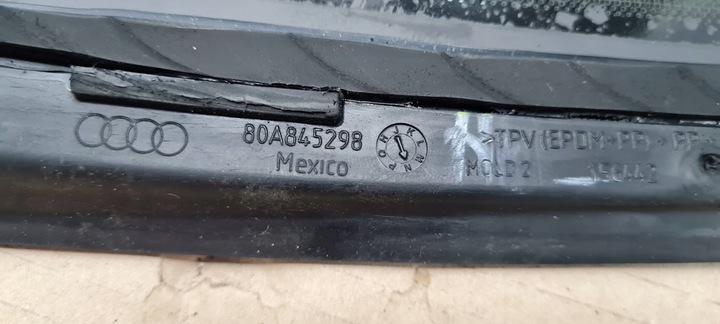 80A845298
Mexico
J K L M N P Q R
>TPV (EPDM+PP)
MOLD 2